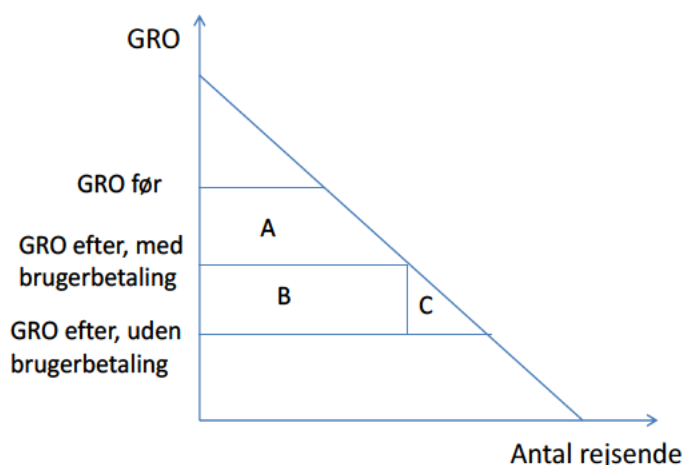 GRO
GRO før
A
GRO efter, med
brugerbetaling
B
C
GRO efter, uden
brugerbetaling
Antal rejsende